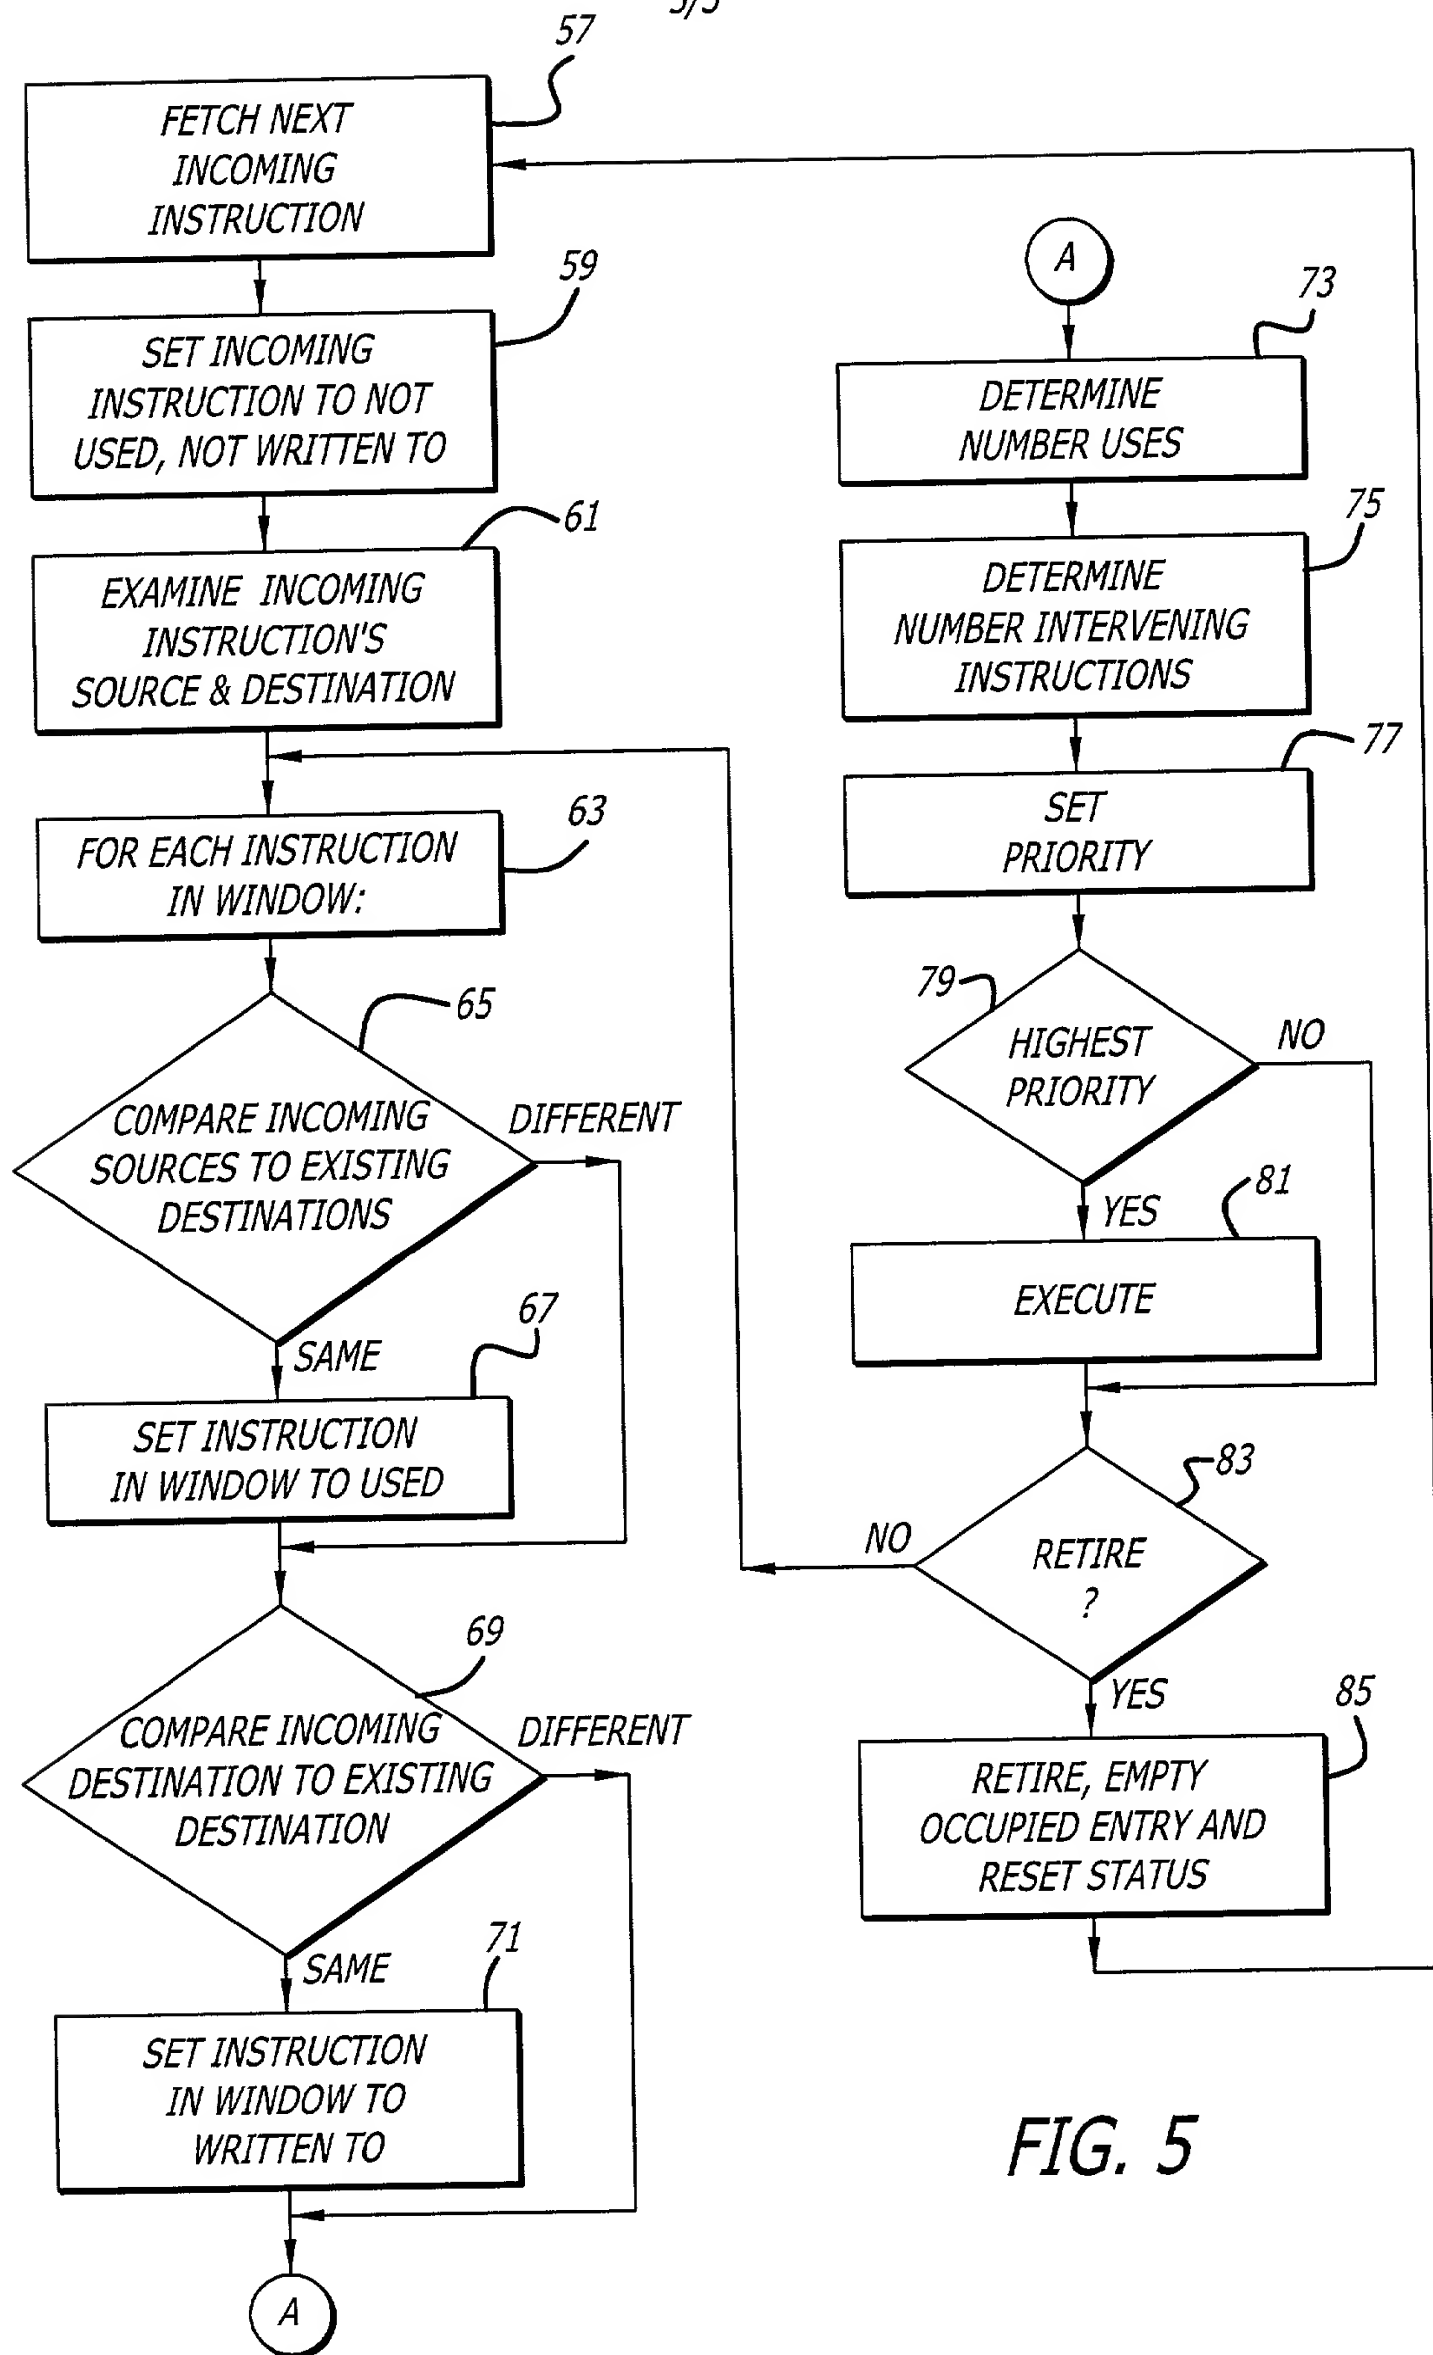 57
FETCH NEXT
INCOMING
INSTRUCTION
59
SET INCOMING
INSTRUCTION TO NOT
USED, NOT WRITTEN TO
61
EXAMINE INCOMING
INSTRUCTION'S
SOURCE & DESTINATION
63
FOR EACH INSTRUCTION
IN WINDOW:
65
COMPARE INCOMING
SOURCES TO EXISTING
DESTINATIONS
DIFFERENT
SAME
67
SET INSTRUCTION
IN WINDOW TO USED
69
COMPARE INCOMING
DESTINATION TO EXISTING
DESTINATION
DIFFERENT
SAME
71
SET INSTRUCTION
IN WINDOW TO
WRITTEN TO
A
A
73
DETERMINE
NUMBER USES
75
DETERMINE
NUMBER INTERVENING
INSTRUCTIONS
77
SET
PRIORITY
79
HIGHEST
PRIORITY
NO
YES
81
EXECUTE
83
RETIRE
?
NO
YES
85
RETIRE, EMPTY
OCCUPIED ENTRY AND
RESET STATUS
FIG. 5